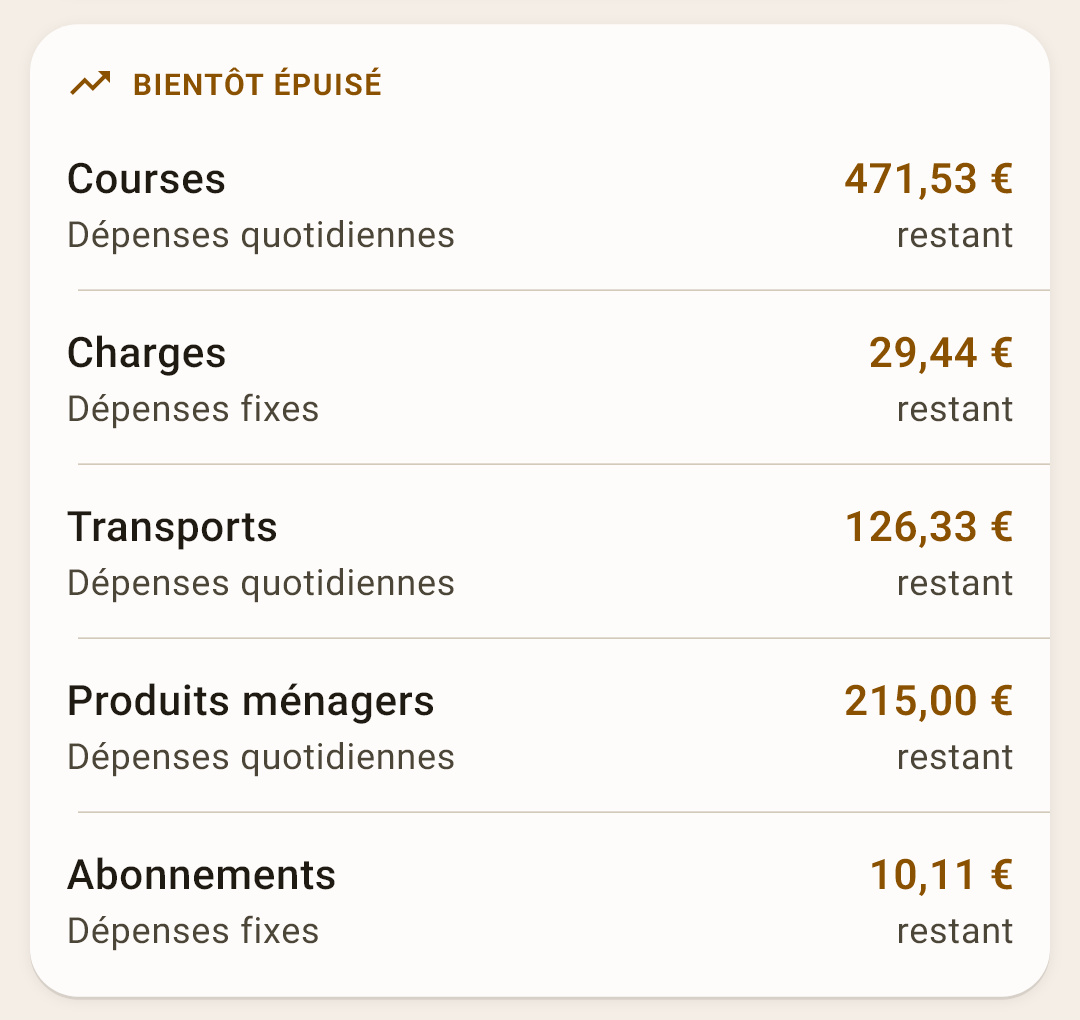 BIENTÔT ÉPUISÉ
Courses 471,53 €
Dépenses quotidiennes restant
Charges 29,44 €
Dépenses fixes restant
Transports 126,33 €
Dépenses quotidiennes restant
Produits ménagers 215,00 €
Dépenses quotidiennes restant
Abonnements 10,11 €
Dépenses fixes restant